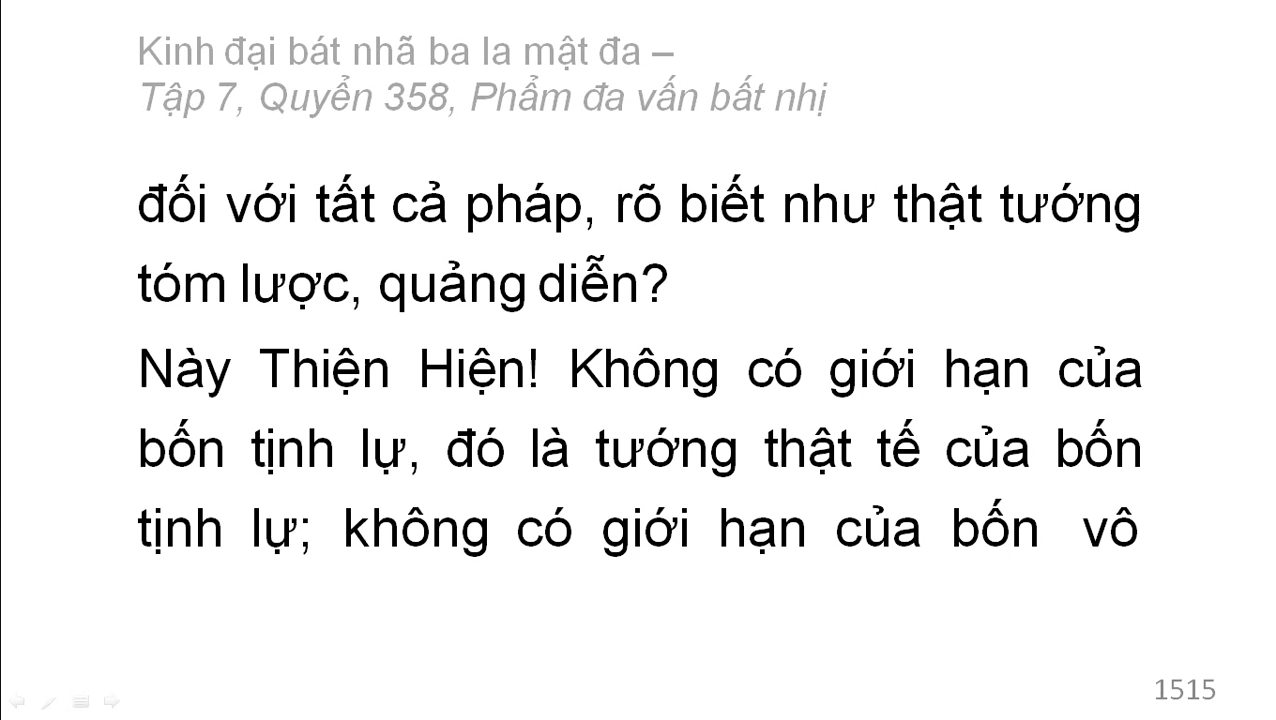 Kinh đại bát nhã ba la mật đa –
Tập 7, Quyển 358, Phẩm đa vấn bất nhị
đối với tất cả pháp, rõ biết như thật tướng
tóm lược, quảng diễn?
Này Thiện Hiện! Không có giới hạn của
bốn tịnh lự, đó là tướng thật tế của bốn
tịnh lự; không có giới hạn của bốn vô
1515